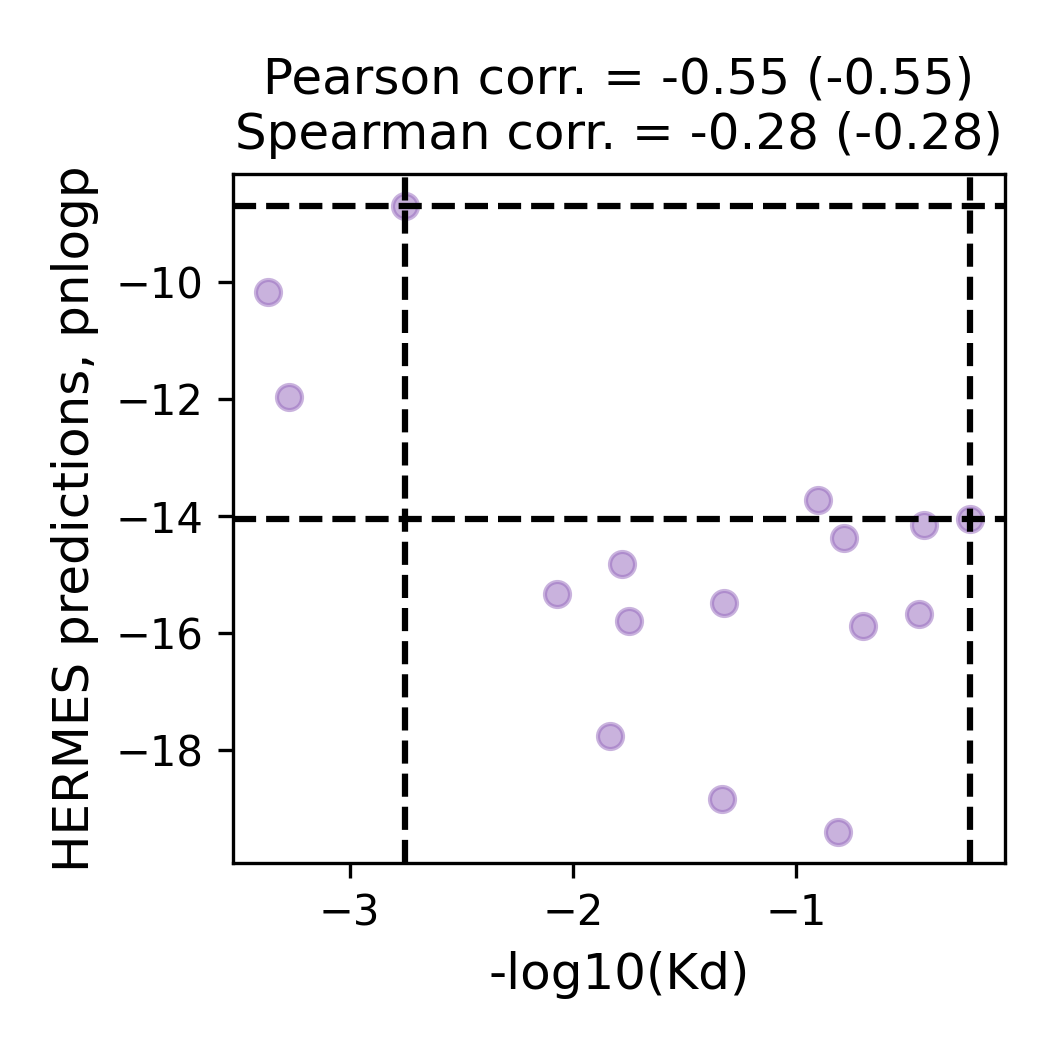 Pearson corr. = -0.55 (-0.55)
Spearman corr. = -0.28 (-0.28)
HERMES predictions, pnlogp
−10
−12
−14
−16
−18
−3
−2
−1
-log10(Kd)